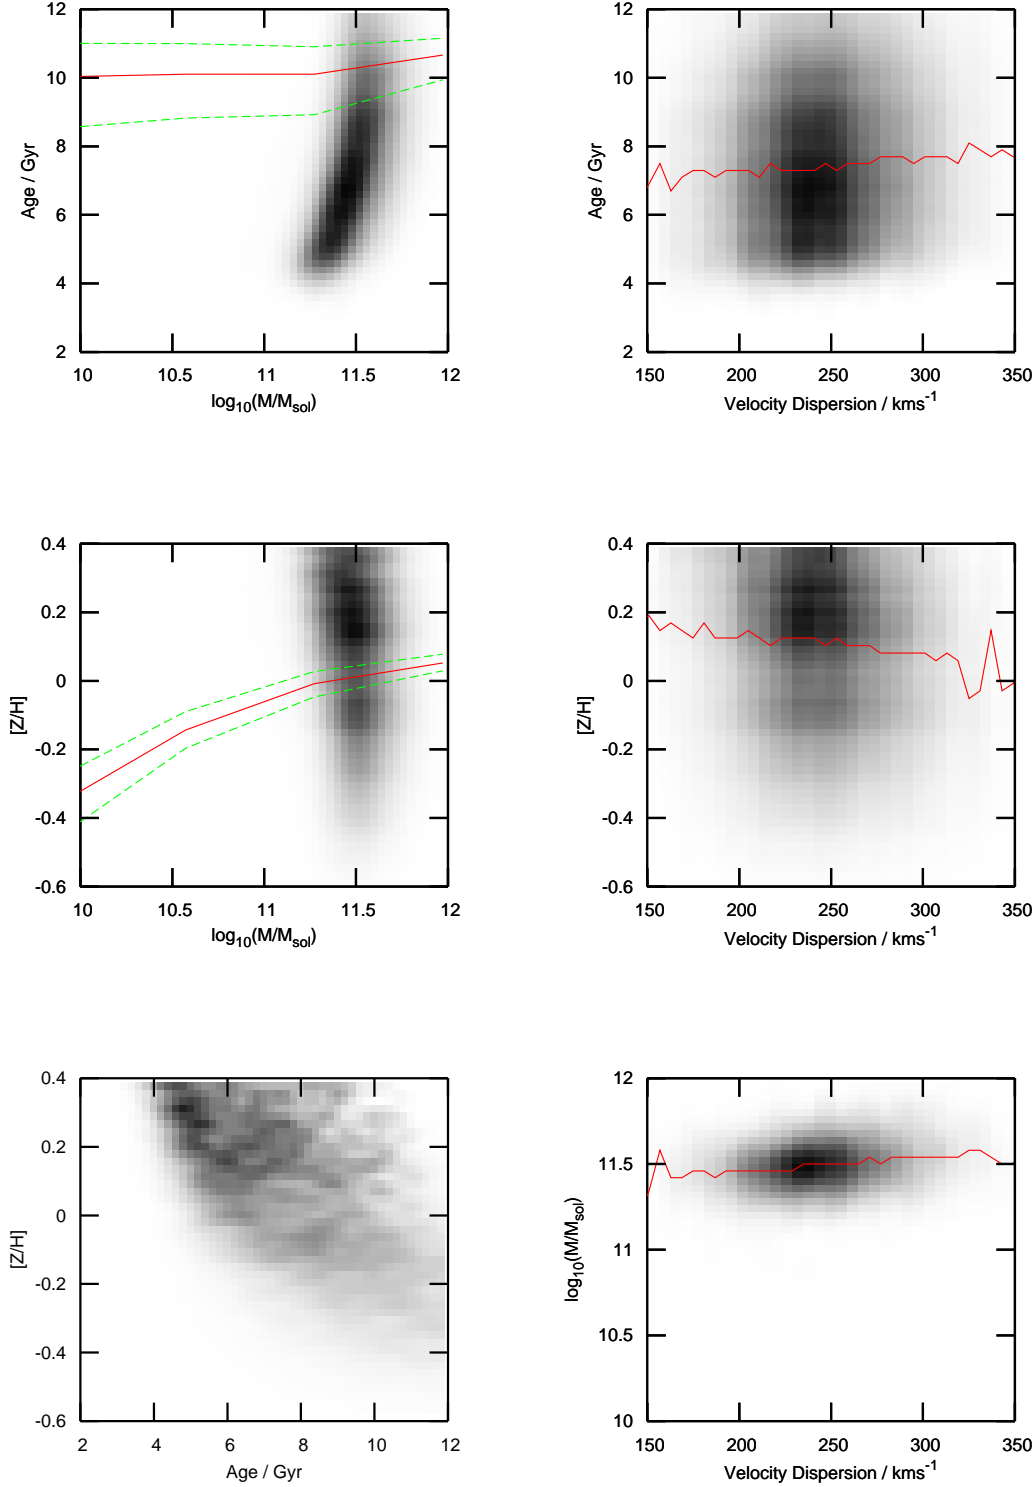 12
10
8
6
4
2
Age / Gyr
10 10.5 11 11.5 12
log10(M/Msol)
12
10
8
6
4
2
Age / Gyr
150 200 250 300 350
Velocity Dispersion / kms-1
0.4
0.2
0
-0.2
-0.4
-0.6
[Z/H]
10 10.5 11 11.5 12
log10(M/Msol)
0.4
0.2
0
-0.2
-0.4
-0.6
[Z/H]
150 200 250 300 350
Velocity Dispersion / kms-1
0.4
0.2
0
-0.2
-0.4
-0.6
[Z/H]
2 4 6 8 10 12
Age / Gyr
12
11.5
11
10.5
10
log10(M/Msol)
150 200 250 300 350
Velocity Dispersion / kms-1